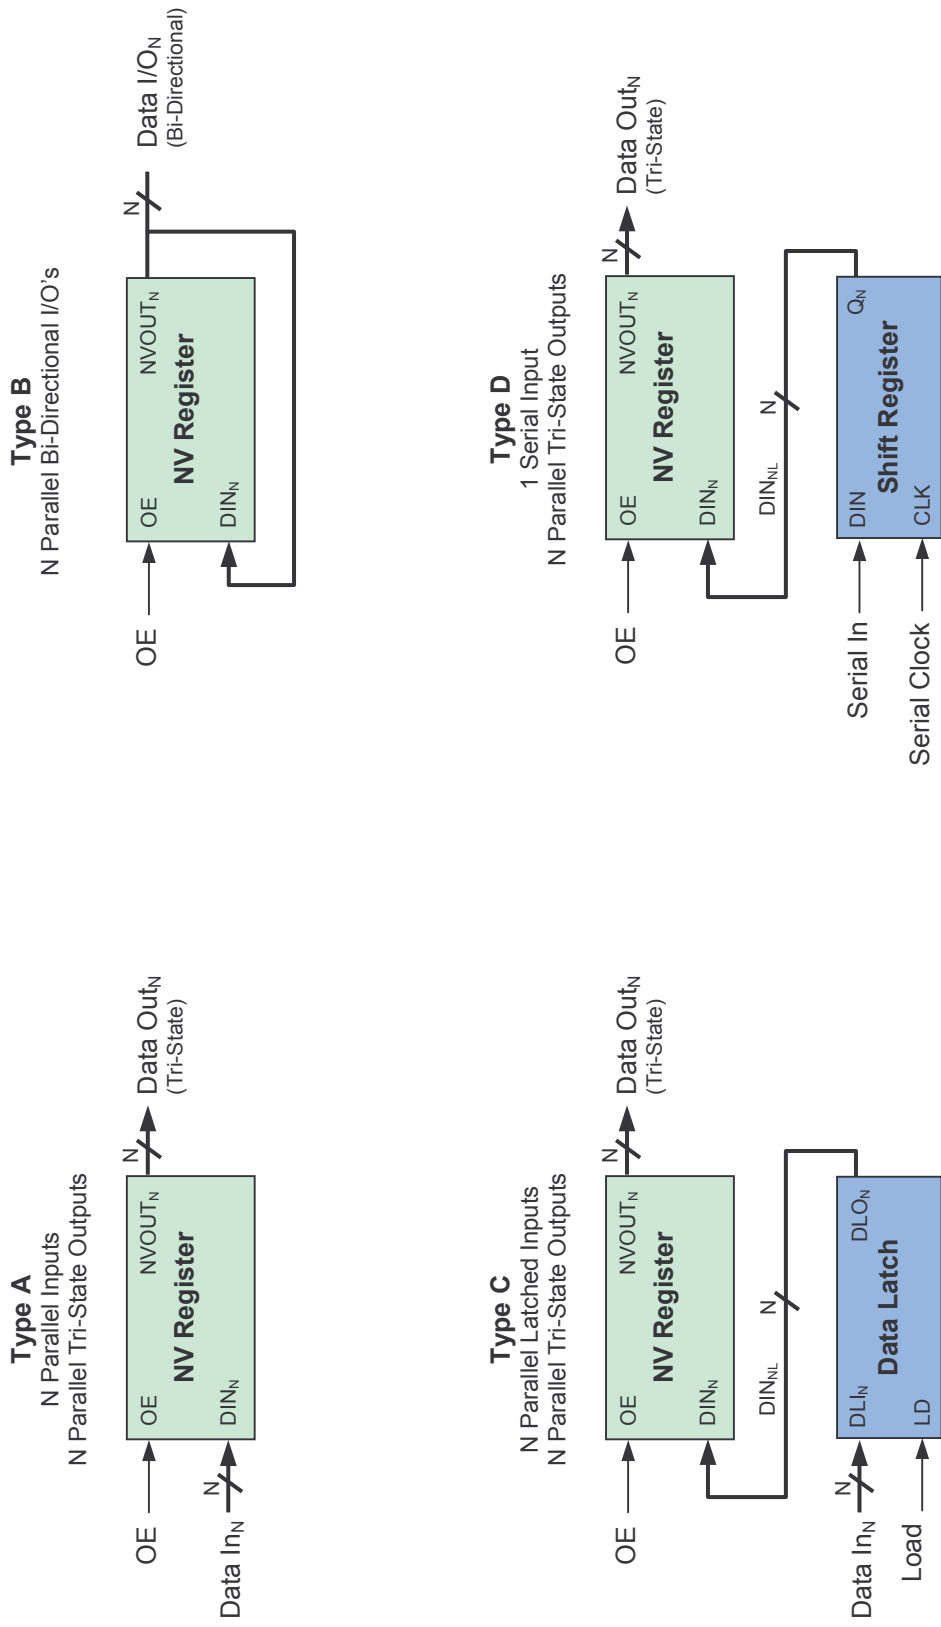 Type A
N Parallel Inputs
N Parallel Tri-State Outputs
OE
OE
NVOUTN
NV Register
DINN
N
Data InN
N
Data OutN
(Tri-State)
Type B
N Parallel Bi-Directional I/O's
OE
OE
NVOUTN
NV Register
DINN
N
Data I/ON
(Bi-Directional)
Type C
N Parallel Latched Inputs
N Parallel Tri-State Outputs
OE
OE
NVOUTN
NV Register
DINN
N
Data OutN
(Tri-State)
DINNL
N
Data InN
N
DLIN
DLON
Data Latch
LD
Load
Type D
1 Serial Input
N Parallel Tri-State Outputs
OE
OE
NVOUTN
NV Register
DINN
N
Data OutN
(Tri-State)
DINNL
N
Serial In
DIN
QN
Shift Register
CLK
Serial Clock